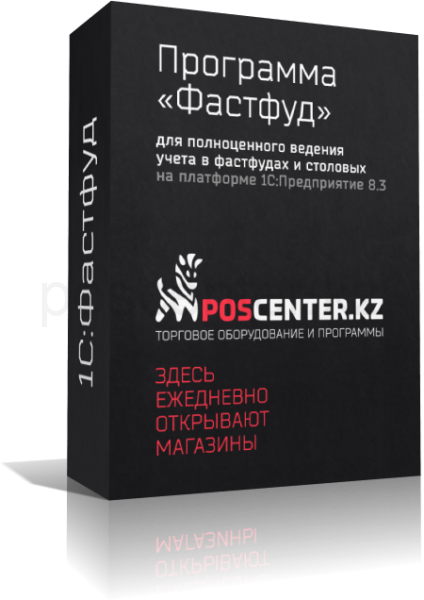 Программа
«Фастфуд»
для полноценного ведения
учета в фастфудах и столовых
на платформе 1С:Предприятие 8.3
POSCENTER.KZ
ТОРГОВОЕ ОБОРУДОВАНИЕ И ПРОГРАММЫ
ЗДЕСЬ
ЕЖЕДНЕВНО
ОТКРЫВАЮТ
МАГАЗИНЫ
1С:Фастфуд